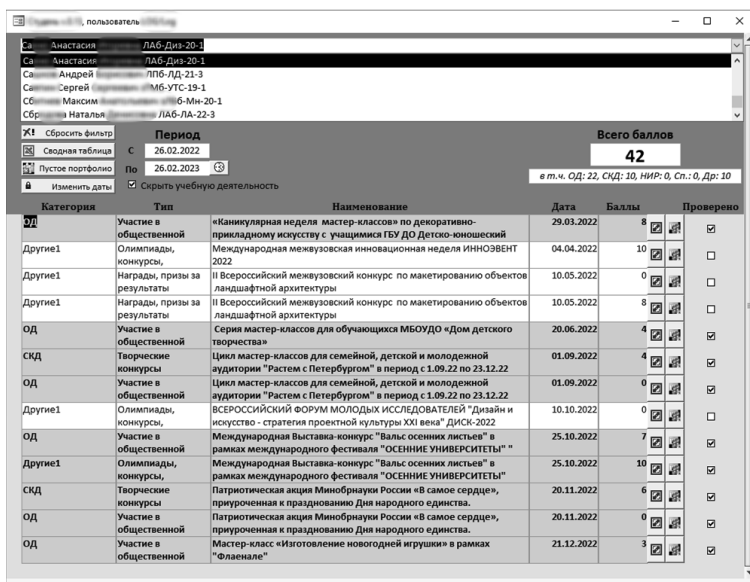 , пользователь
Са Анастасия ЛАб-Диз-20-1
Са Анастасия ЛАб-Диз-20-1
Са Андрей ЛПб-ЛД-21-3
Са Сергей Мб-УТС-19-1
Сб Максим б-Мн-20-1
Сбр а Наталья ЛАб-ЛА-22-3
Сбросить фильтр
Период
Всего баллов
Сводная таблица
С 26.02.2022
42
Пустое портфолио
По 26.02.2023
в т.ч. ОД: 22, СКД: 10, НИР: 0, Сп.: 0, Др: 10
Изменить даты
Скрыть учебную деятельность
Категория Тип Наименование Дата Баллы Проверено
ОД Участие в «Каникулярная неделя мастер-классов» по декоративно- 29.03.2022 8
общественной прикладному искусству с учащимися ГБУ ДО Детско-юношеский
Другие1 Олимпиады, Международная межвузовская инновационная неделя ИННОЭВЕНТ 04.04.2022 10
конкурсы, 2022
Другие1 Награды, призы за II Всероссийский межвузовский конкурс по макетированию объектов 10.05.2022 0
результаты ландшафтной архитектуры
Другие1 Награды, призы за II Всероссийский межвузовский конкурс по макетированию объектов 10.05.2022 8
результаты ландшафтной архитектуры
ОД Участие в Серия мастер-классов для обучающихся МБОУДО «Дом детского 20.06.2022 4
общественной творчества»
СКД Творческие Цикл мастер-классов для семейной, детской и молодежной 01.09.2022 4
конкурсы аудитории "Растем с Петербургом" в период с 1.09.22 по 23.12.22
ОД Участие в Цикл мастер-классов для семейной, детской и молодежной 01.09.2022 0
общественной аудитории "Растем с Петербургом" в период с 1.09.22 по 23.12.22
Другие1 Олимпиады, ВСЕРОССИЙСКИЙ ФОРУМ МОЛОДЫХ ИССЛЕДОВАТЕЛЕЙ "Дизайн и 10.10.2022 0
конкурсы, искусство - стратегия проектной культуры XXI века" ДИСК-2022
ОД Участие в Международная Выставка-конкурс "Вальс осенних листьев" в 25.10.2022 7
общественной рамках международного фестиваля "ОСЕННИЕ УНИВЕРСИТЕТЫ" "
Другие1 Олимпиады, Международная Выставка-конкурс "Вальс осенних листьев" в 25.10.2022 10
конкурсы, рамках международного фестиваля "ОСЕННИЕ УНИВЕРСИТЕТЫ"
СКД Творческие Патриотическая акция Минобрнауки России «В самое сердце», 20.11.2022 6
конкурсы приуроченная к празднованию Дня народного единства.
ОД Участие в Патриотическая акция Минобрнауки России «В самое сердце», 20.11.2022 0
общественной приуроченная к празднованию Дня народного единства.
ОД Участие в Мастер-класс «Изготовление новогодней игрушки» в рамках 21.12.2022 3
общественной "Флаенале"